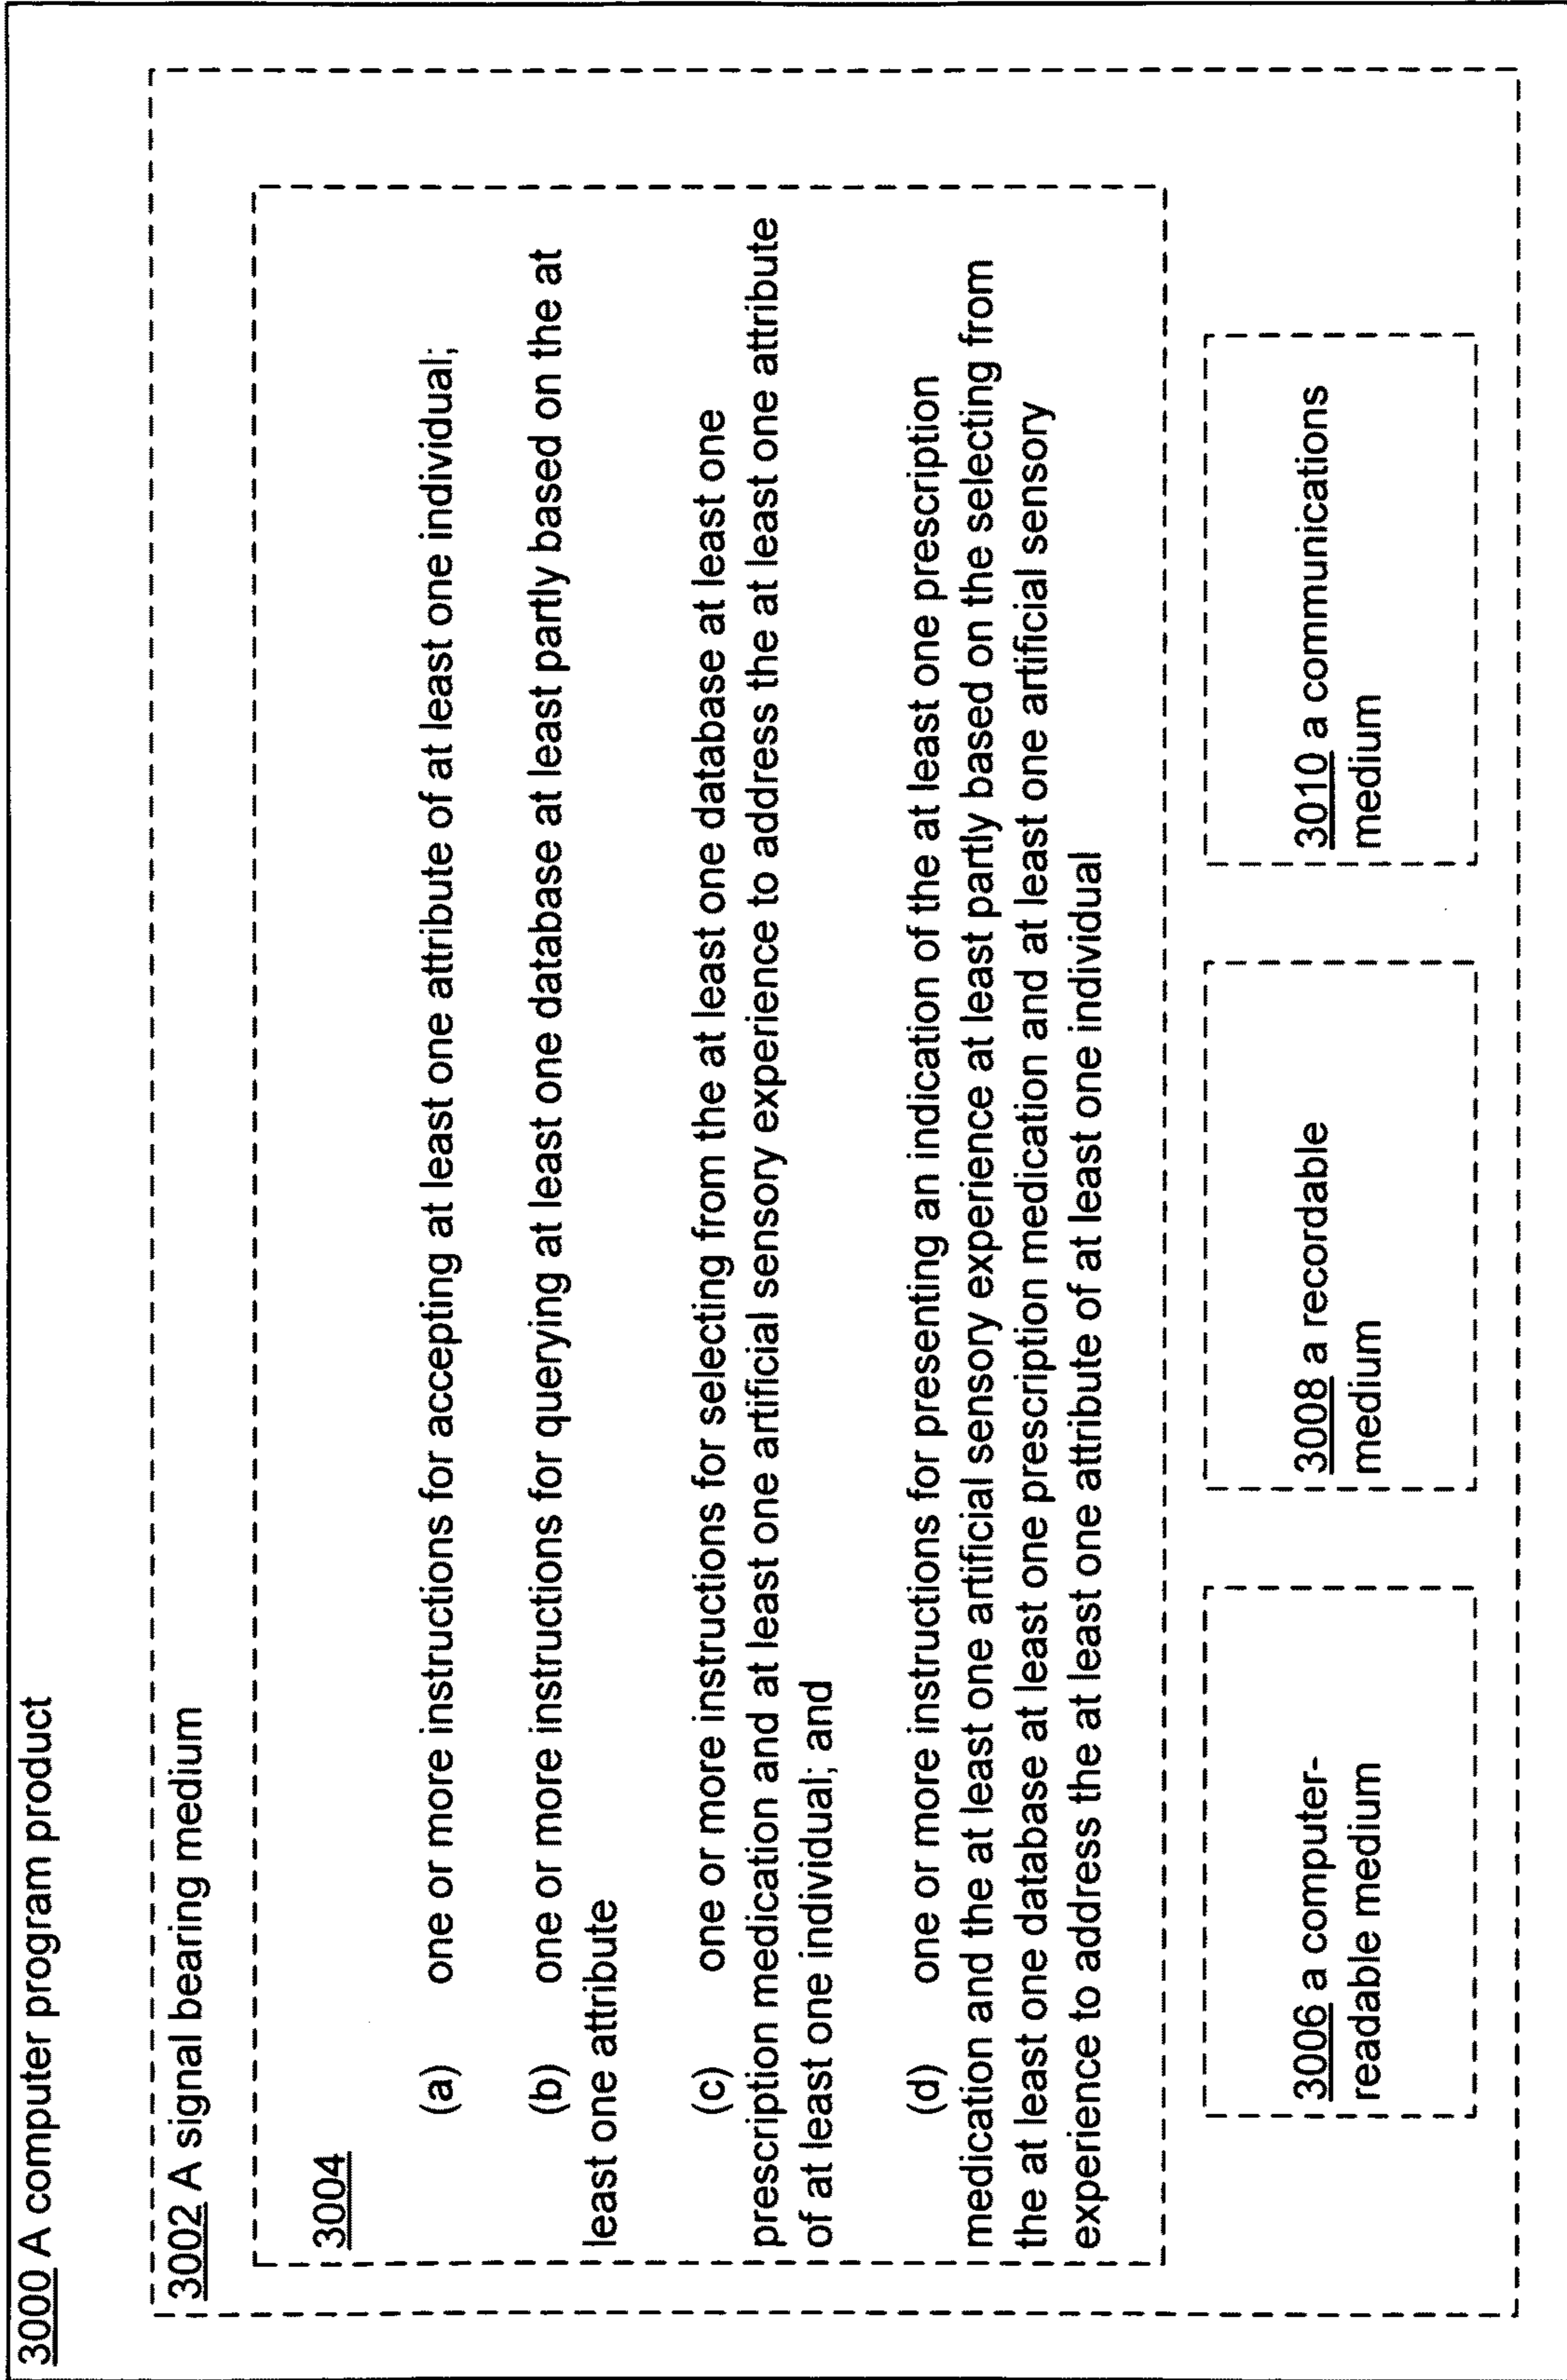 3000 A computer program product
3002 A signal bearing medium
3004
(a) one or more instructions for accepting at least one attribute of at least one individual;
(b) one or more instructions for querying at least one database at least partly based on the at
least one attribute
(c) one or more instructions for selecting from the at least one database at least one
prescription medication and at least one artificial sensory experience to address the at least one attribute
of at least one individual; and
(d) one or more instructions for presenting an indication of the at least one prescription
medication and the at least one artificial sensory experience at least partly based on the selecting from
the at least one database at least one prescription medication and at least one artificial sensory
experience to address the at least one attribute of at least one individual
3006 a computer-
readable medium
3008 a recordable
medium
3010 a communications
medium